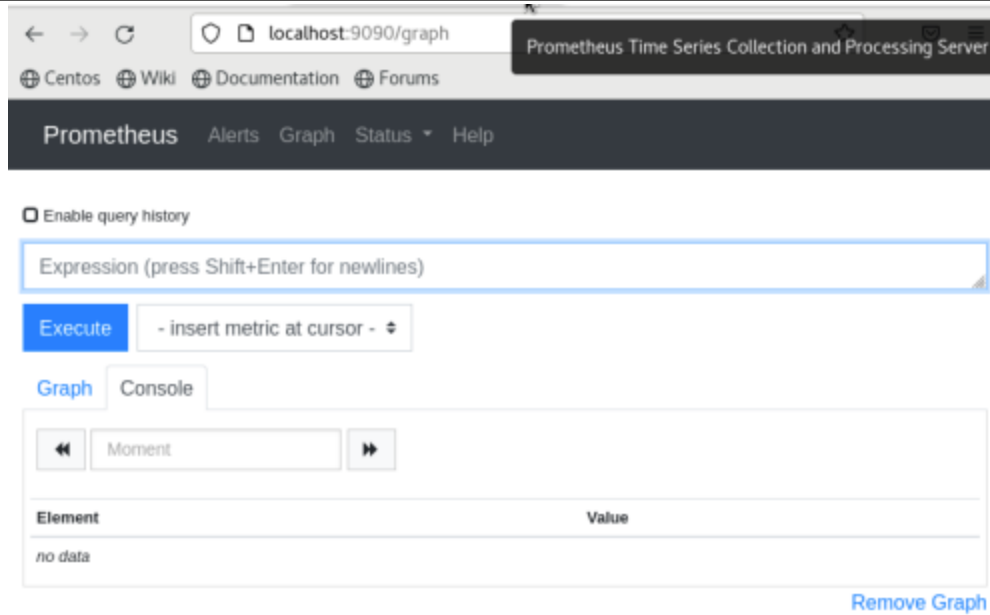 localhost:9090/graph
Prometheus Time Series Collection and Processing Server
Centos Wiki Documentation Forums
Prometheus Alerts Graph Status Help
Enable query history
Expression (press Shift+Enter for newlines)
Execute - insert metric at cursor -
Graph Console
Moment
Element Value
no data
Remove Graph